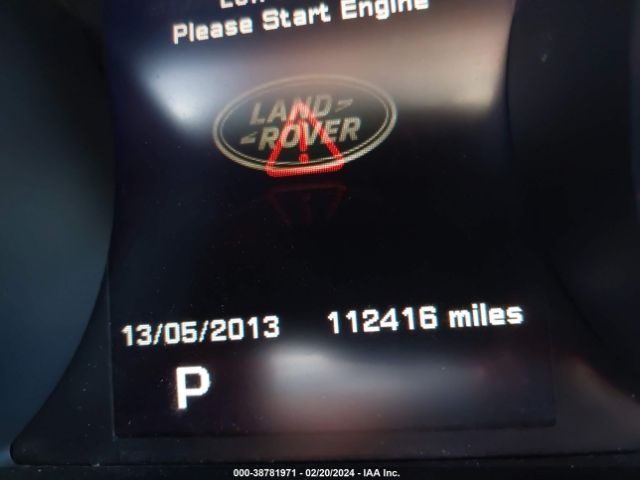 Please Start Engine
LAND
ROVER
13/05/2013 112416 miles
P
000-38781971 - 02/20/2024 - IAA Inc.